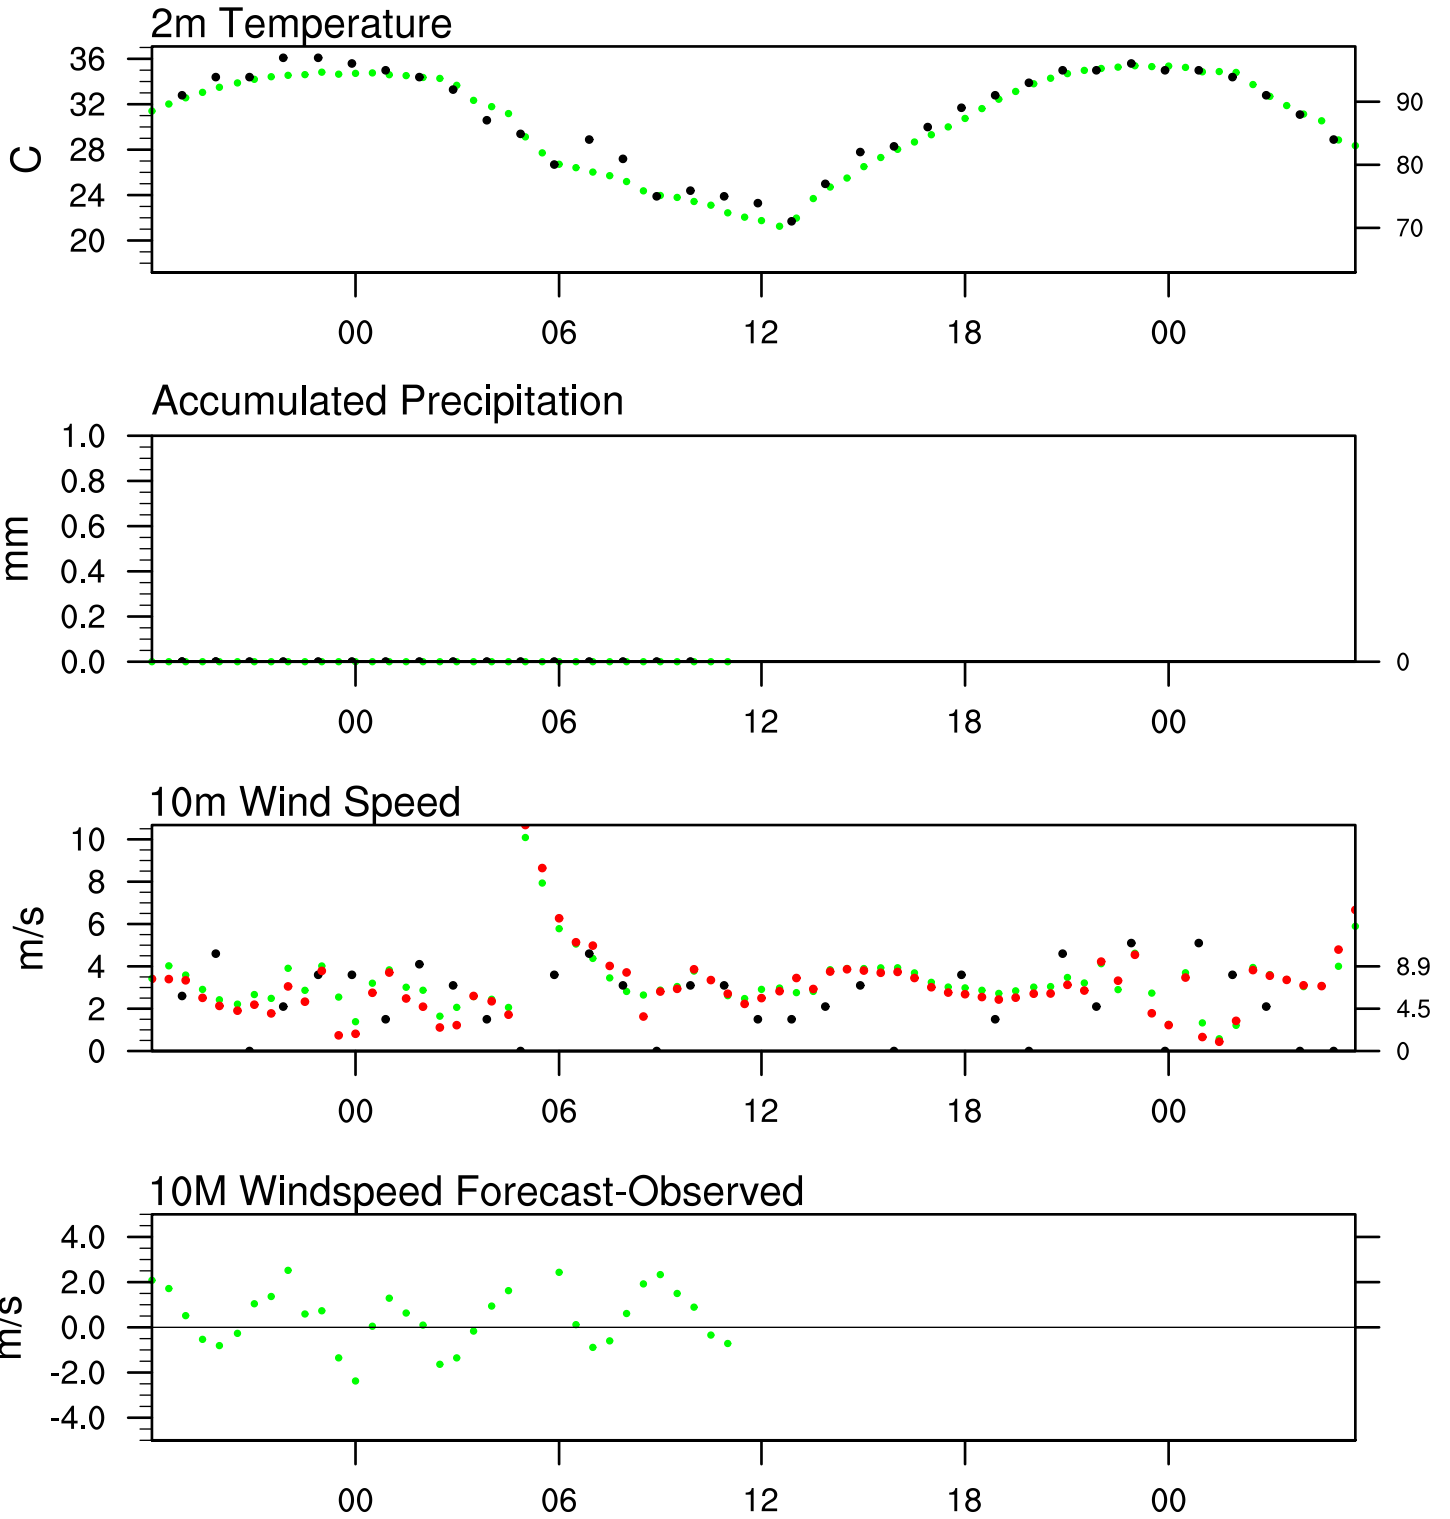 2m Temperature
36
32
28
24
20
C
90
80
70
00 06 12 18 00
Accumulated Precipitation
1.0
0.8
0.6
0.4
0.2
0.0
mm
0
00 06 12 18 00
10m Wind Speed
10
8
6
4
2
0
m/s
8.9
4.5
0
00 06 12 18 00
10M Windspeed Forecast-Observed
4.0
2.0
0.0
-2.0
-4.0
m/s
00 06 12 18 00